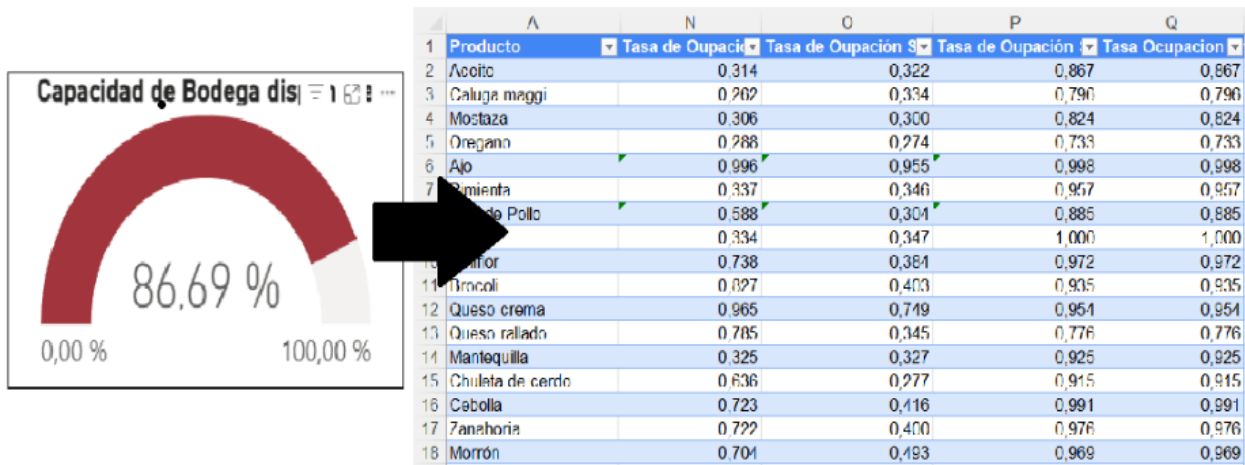 Capacidad de Bodega dis
86,69 %
0,00 % 100,00 %
A N O P Q
1 Producto Tasa de Oupació Tasa de Oupación S Tasa de Oupación Tasa Ocupacion
2 Aceite 0,314 0,322 0,867 0,867
3 Caluga maggi 0,262 0,334 0,796 0,796
4 Mostaza 0,306 0,300 0,824 0,824
5 Oregano 0,288 0,274 0,733 0,733
6 Ajo 0,996 0,955 0,998 0,998
7 Pimienta 0,337 0,346 0,957 0,957
de Pollo 0,588 0,304 0,885 0,885
0,334 0,347 1,000 1,000
0,738 0,384 0,972 0,972
11 Brocoli 0,827 0,403 0,935 0,935
12 Queso crema 0,965 0,749 0,954 0,954
13 Queso rallado 0,785 0,345 0,776 0,776
14 Mantequilla 0,325 0,327 0,925 0,925
15 Chuleta de cerdo 0,636 0,277 0,915 0,915
16 Cebolla 0,723 0,416 0,991 0,991
17 Zanahoria 0,722 0,400 0,976 0,976
18 Morrón 0,704 0,493 0,969 0,969